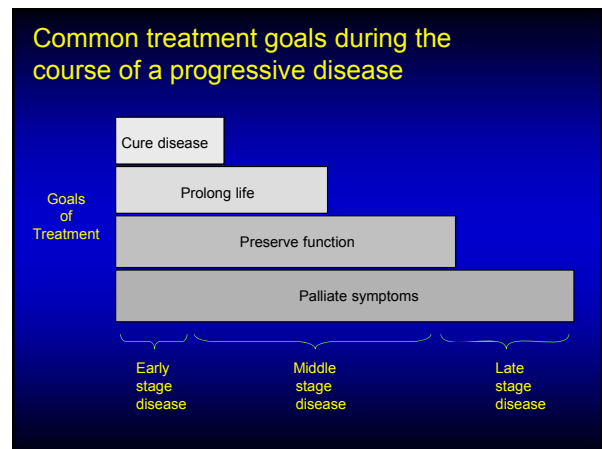 Common treatment goals during the
course of a progressive disease
Cure disease
Prolong life
Goals
of
Treatment
Preserve function
Palliate symptoms
Early
stage
disease
Middle
stage
disease
Late
stage
disease